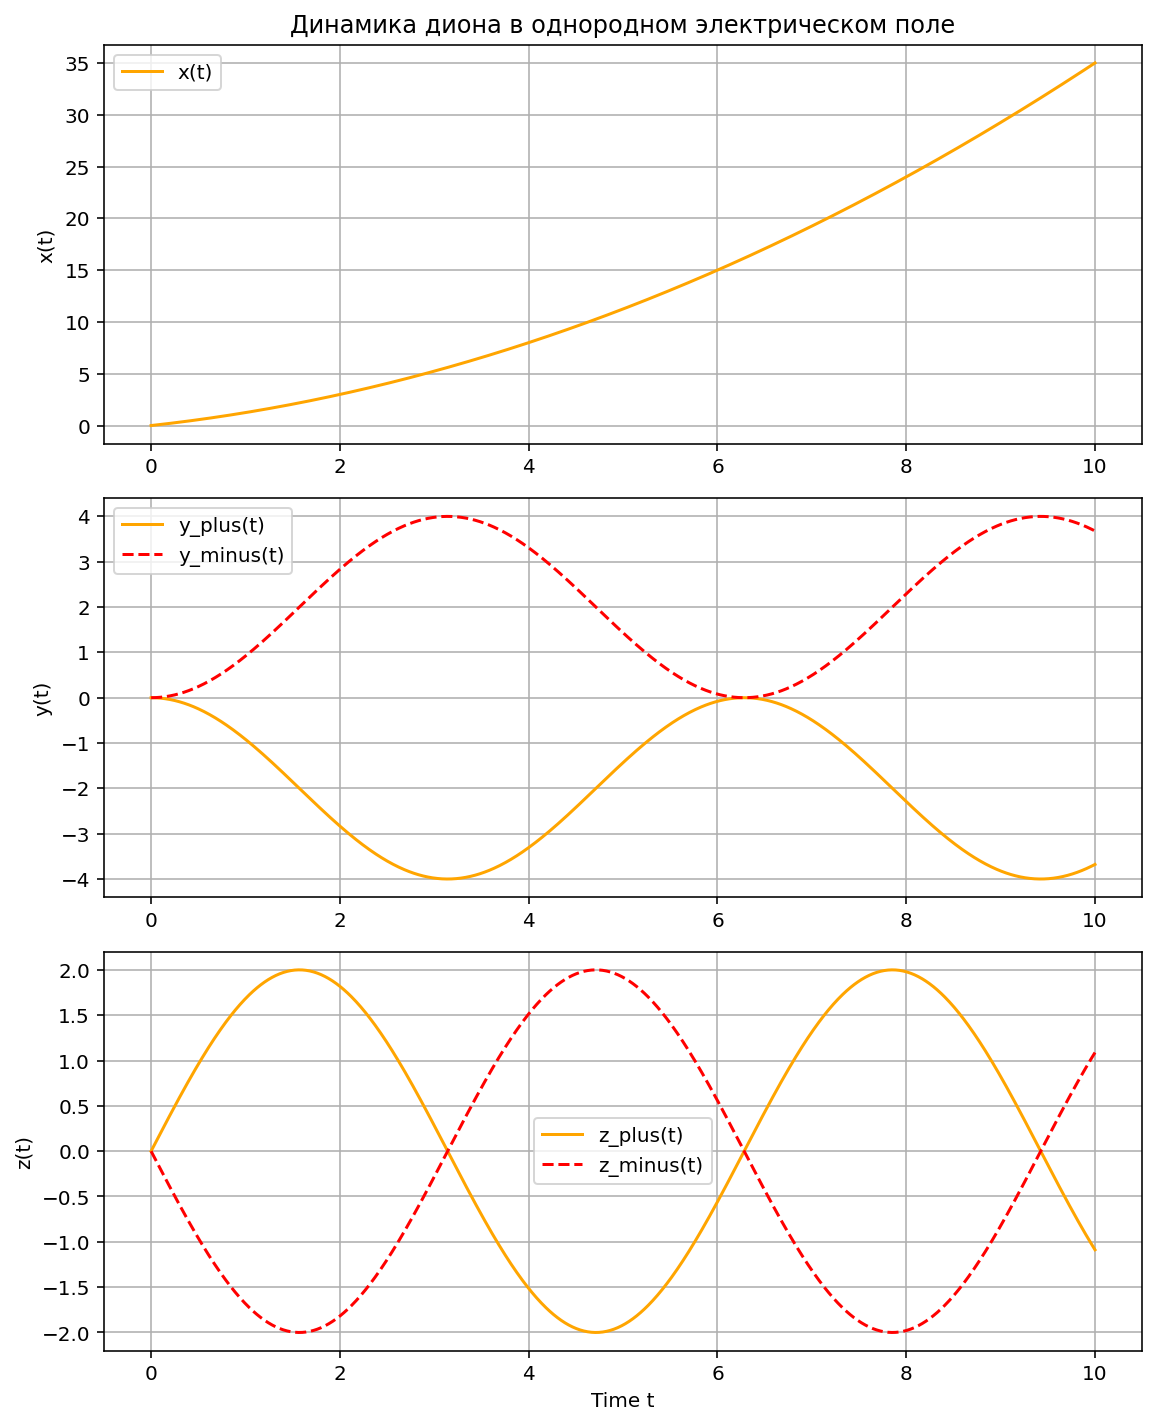 Динамика диона в однородном электрическом поле
x(t)
35
30
25
20
15
10
5
0
x(t)
0 2 4 6 8 10
y_plus(t)
y_minus(t)
4
3
2
1
0
−1
−2
−3
−4
y(t)
0 2 4 6 8 10
2.0
1.5
1.0
0.5
0.0
−0.5
−1.0
−1.5
−2.0
z(t)
z_plus(t)
z_minus(t)
0 2 4 6 8 10
Time t